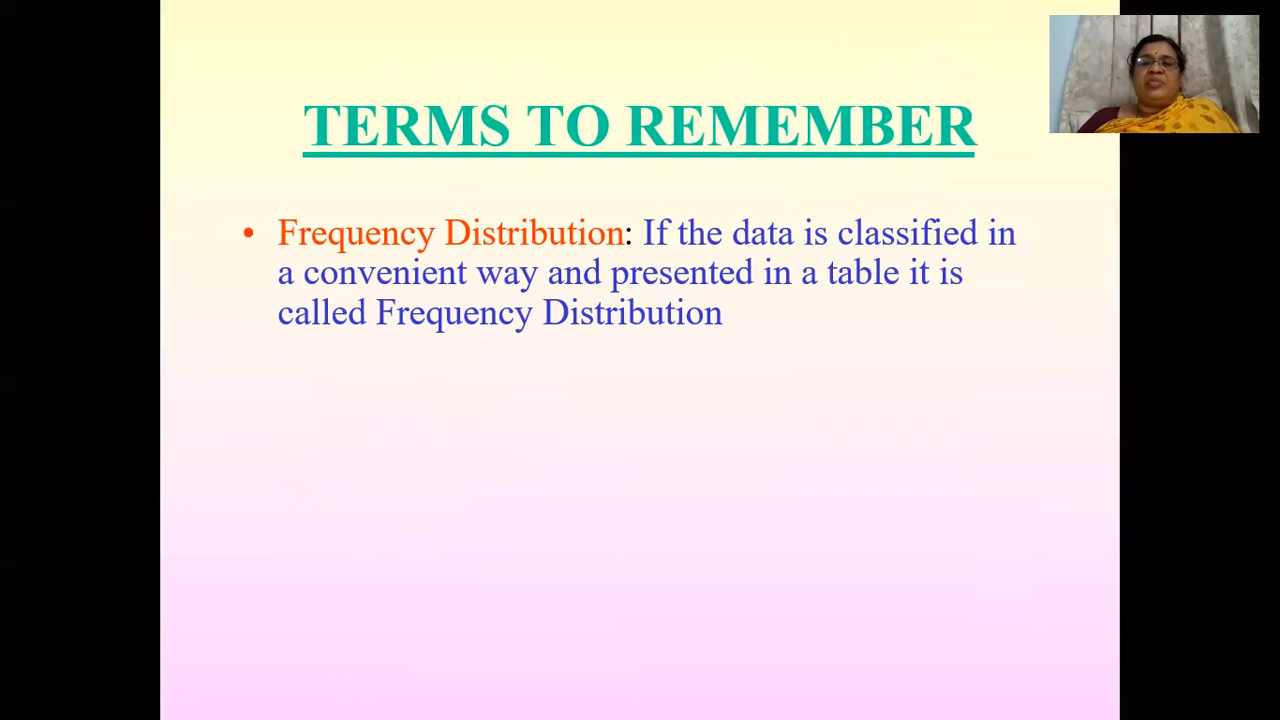 TERMS TO REMEMBER
• Frequency Distribution: If the data is classified in
a convenient way and presented in a table it is
called Frequency Distribution